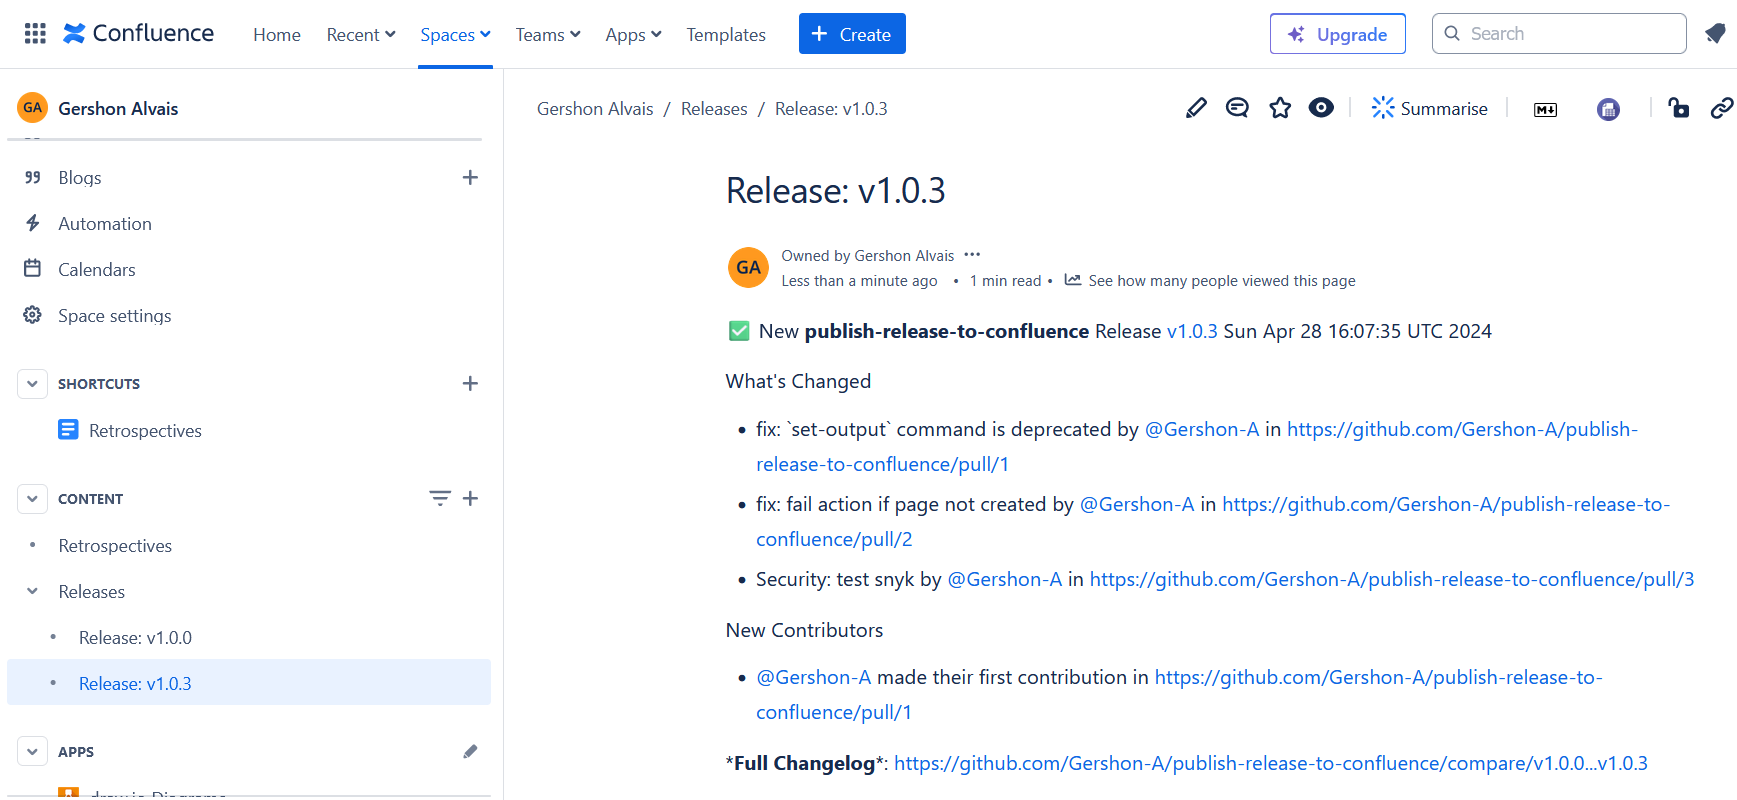 Confluence Home Recent Spaces Teams Apps Templates + Create Upgrade Search
GA Gershon Alvais
Blogs
Automation
Calendars
Space settings
SHORTCUTS
Retrospectives
CONTENT
Retrospectives
Releases
Release: v1.0.0
Release: v1.0.3
APPS
draw.io Diagrams
Gershon Alvais / Releases / Release: v1.0.3 Summarise M
Release: v1.0.3
GA Owned by Gershon Alvais •••
Less than a minute ago • 1 min read • See how many people viewed this page
✅ New publish-release-to-confluence Release v1.0.3 Sun Apr 28 16:07:35 UTC 2024
What's Changed
• fix: `set-output` command is deprecated by @Gershon-A in https://github.com/Gershon-A/publish-
release-to-confluence/pull/1
• fix: fail action if page not created by @Gershon-A in https://github.com/Gershon-A/publish-release-to-
confluence/pull/2
• Security: test snyk by @Gershon-A in https://github.com/Gershon-A/publish-release-to-confluence/pull/3
New Contributors
• @Gershon-A made their first contribution in https://github.com/Gershon-A/publish-release-to-
confluence/pull/1
*Full Changelog*: https://github.com/Gershon-A/publish-release-to-confluence/compare/v1.0.0...v1.0.3